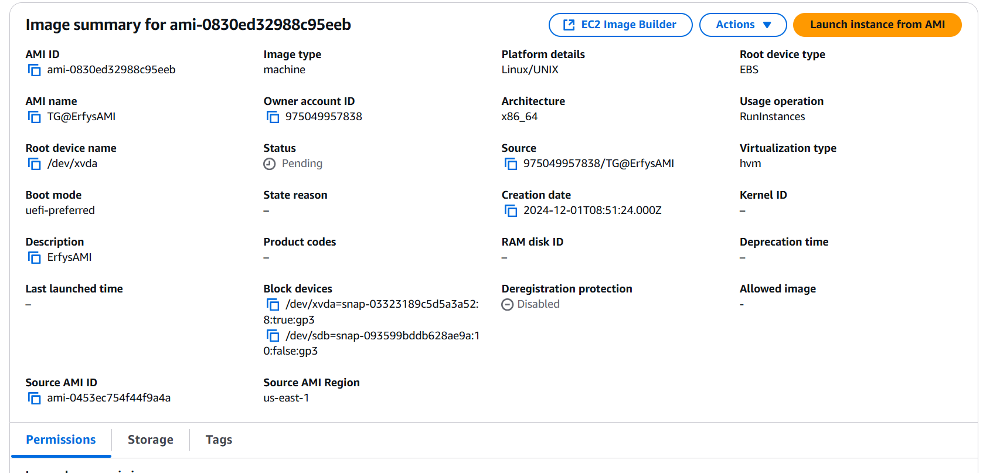 Image summary for ami-0830ed32988c95eeb
EC2 Image Builder
Actions
Launch instance from AMI
AMI ID
ami-0830ed32988c95eeb
Image type
machine
Platform details
Linux/UNIX
Root device type
EBS
AMI name
TG@ErfysAMI
Owner account ID
975049957838
Architecture
x86_64
Usage operation
RunInstances
Root device name
/dev/xvda
Status
Pending
Source
975049957838/TG@ErfysAMI
Virtualization type
hvm
Boot mode
uefi-preferred
State reason
–
Creation date
2024-12-01T08:51:24.000Z
Kernel ID
–
Description
ErfysAMI
Product codes
–
RAM disk ID
–
Deprecation time
–
Last launched time
–
Block devices
/dev/xvda=snap-03323189c5d5a3a52:
8:true:gp3
/dev/sdb=snap-093599bddb628ae9a:1
0:false:gp3
Deregistration protection
Disabled
Allowed image
-
Source AMI ID
ami-0453ec754f44f9a4a
Source AMI Region
us-east-1
Permissions
Storage
Tags